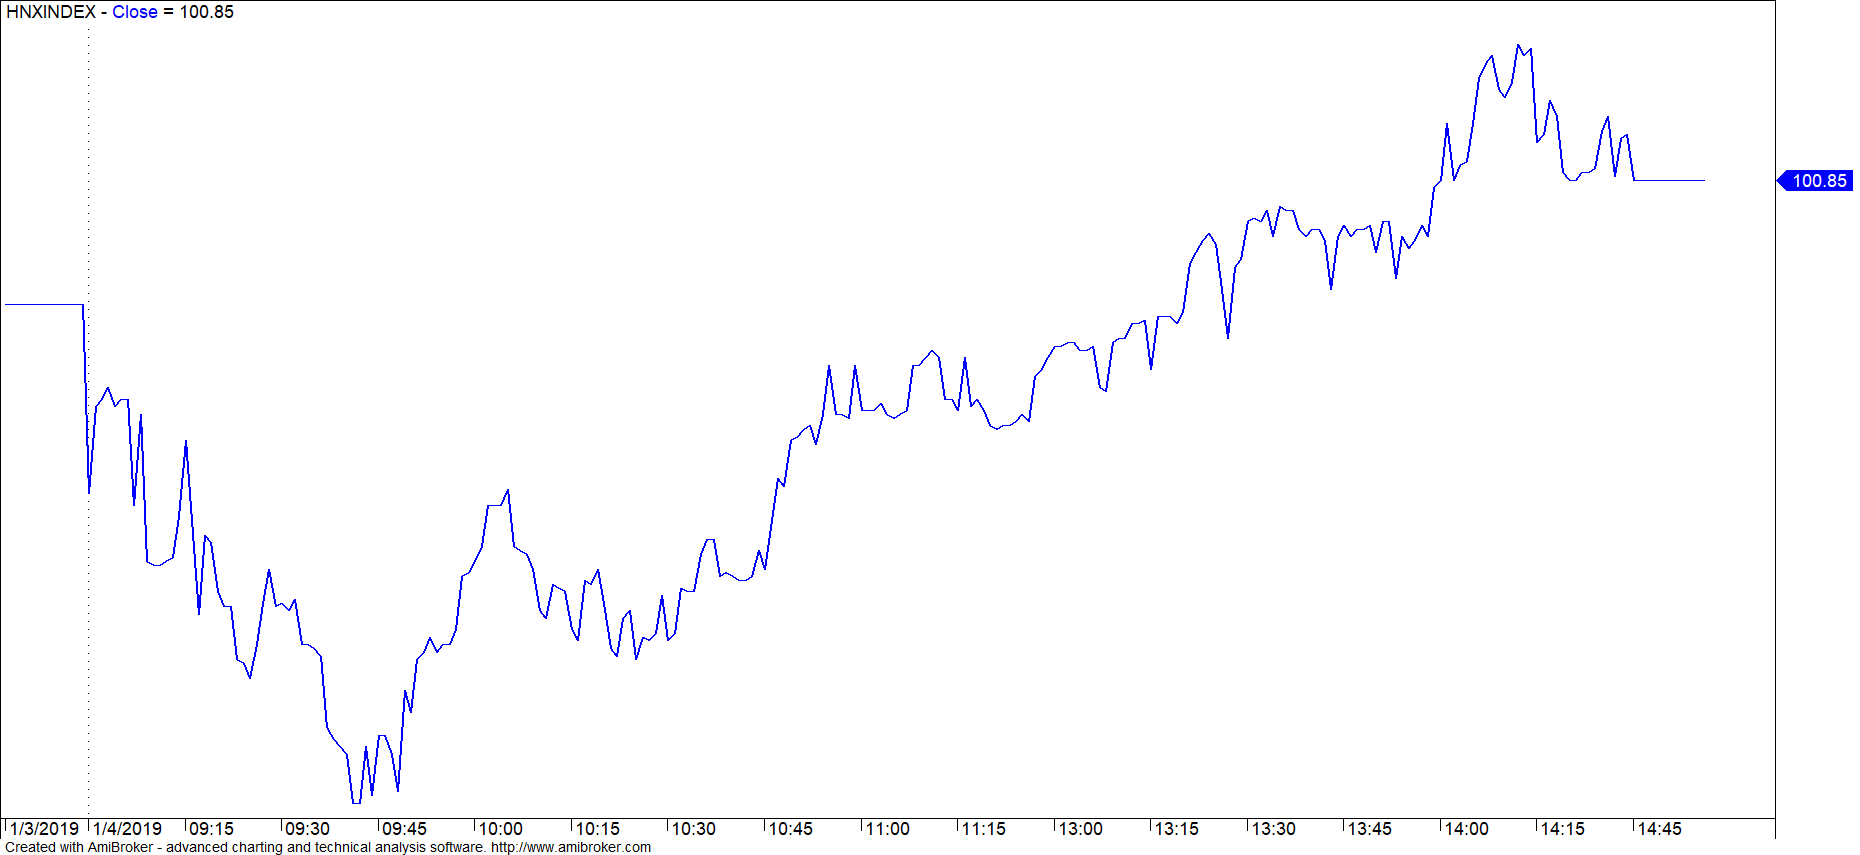 HNXINDEX - Close = 100.85
100.85
1/3/2019 1/4/2019 09:15 09:30 09:45 10:00 10:15 10:30 10:45 11:00 11:15 13:00 13:15 13:30 13:45 14:00 14:15 14:45
Created with AmiBroker - advanced charting and technical analysis software. http://www.amibroker.com